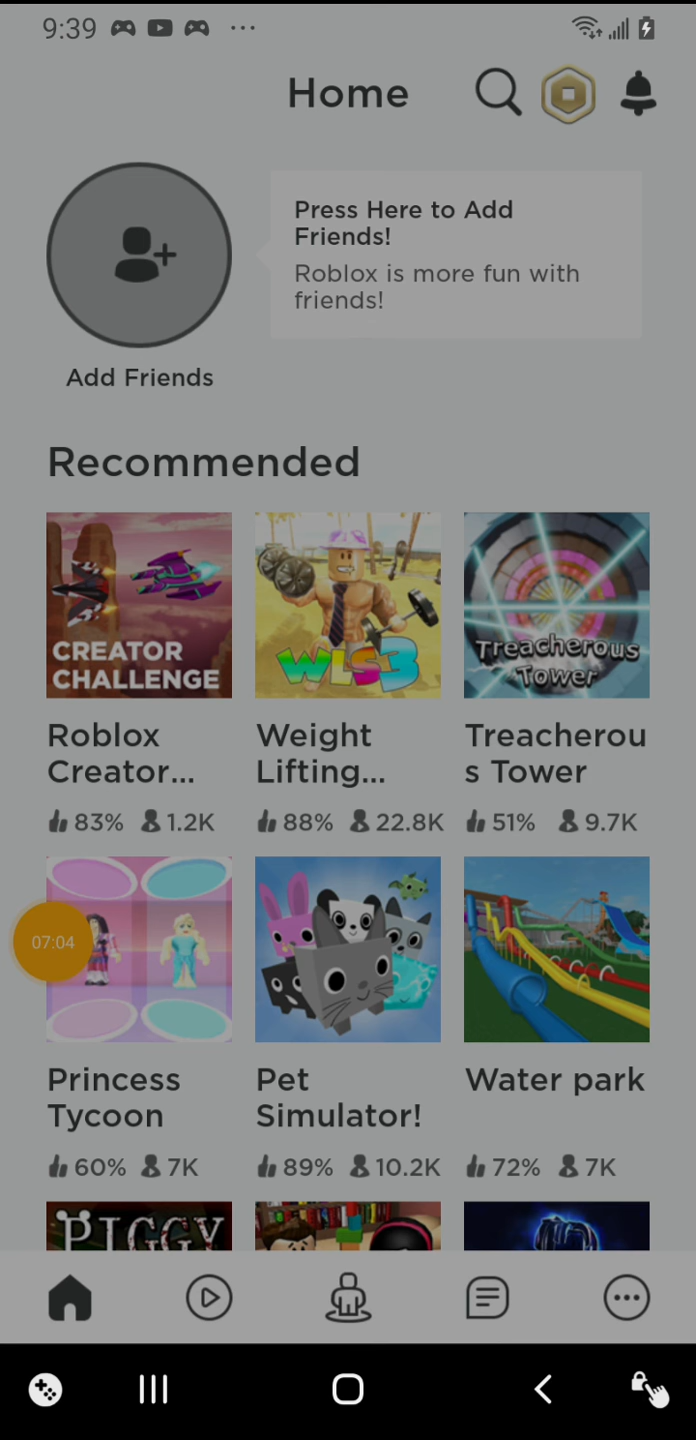 9:39
Home
Press Here to Add
Friends!
Roblox is more fun with
friends!
Add Friends
Recommended
CREATOR
CHALLENGE
WLS3
Treacherous
Tower
Roblox
Creator...
Weight
Lifting...
Treacherou
s Tower
83% 1.2K
88% 22.8K
51% 9.7K
07:04
Princess
Tycoon
Pet
Simulator!
Water park
60% 7K
89% 10.2K
72% 7K
PIGGY